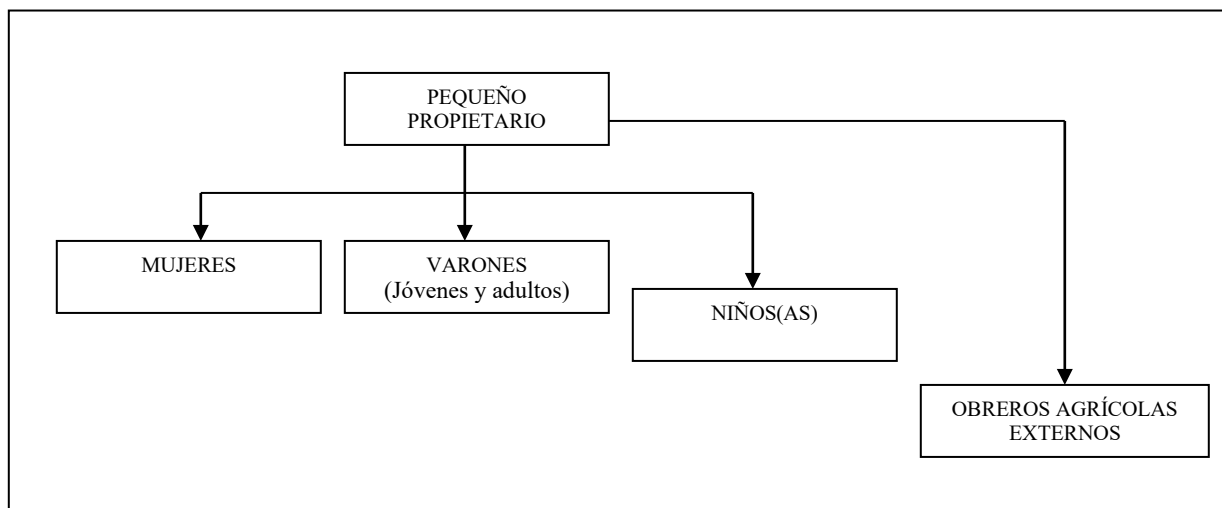 PEQUEÑO
PROPIETARIO
MUJERES
VARONES
(Jóvenes y adultos)
NIÑOS(AS)
OBREROS AGRÍCOLAS
EXTERNOS